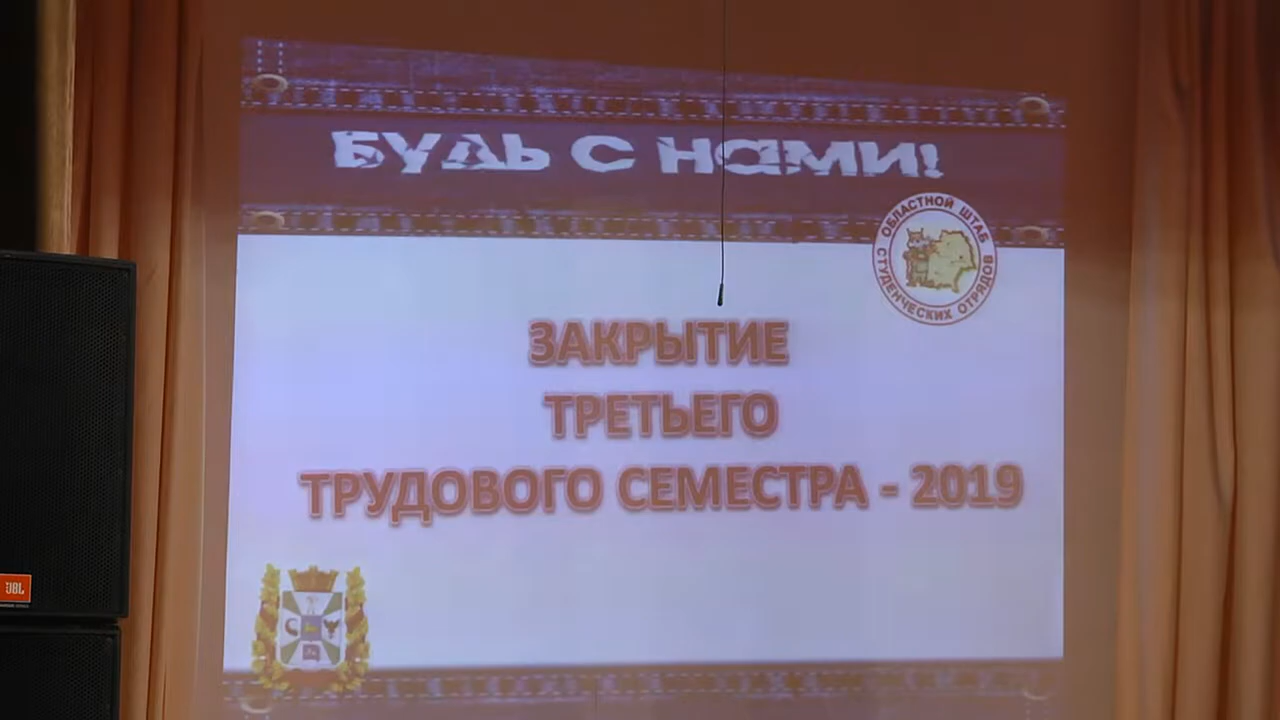 БУДЬ С НАМИ!
ОБЛАСТНОЙ ШТАБ
СТУДЕНЧЕСКИХ ОТРЯДОВ
ЗАКРЫТИЕ
ТРЕТЬЕГО
ТРУДОВОГО СЕМЕСТРА - 2019
JBL